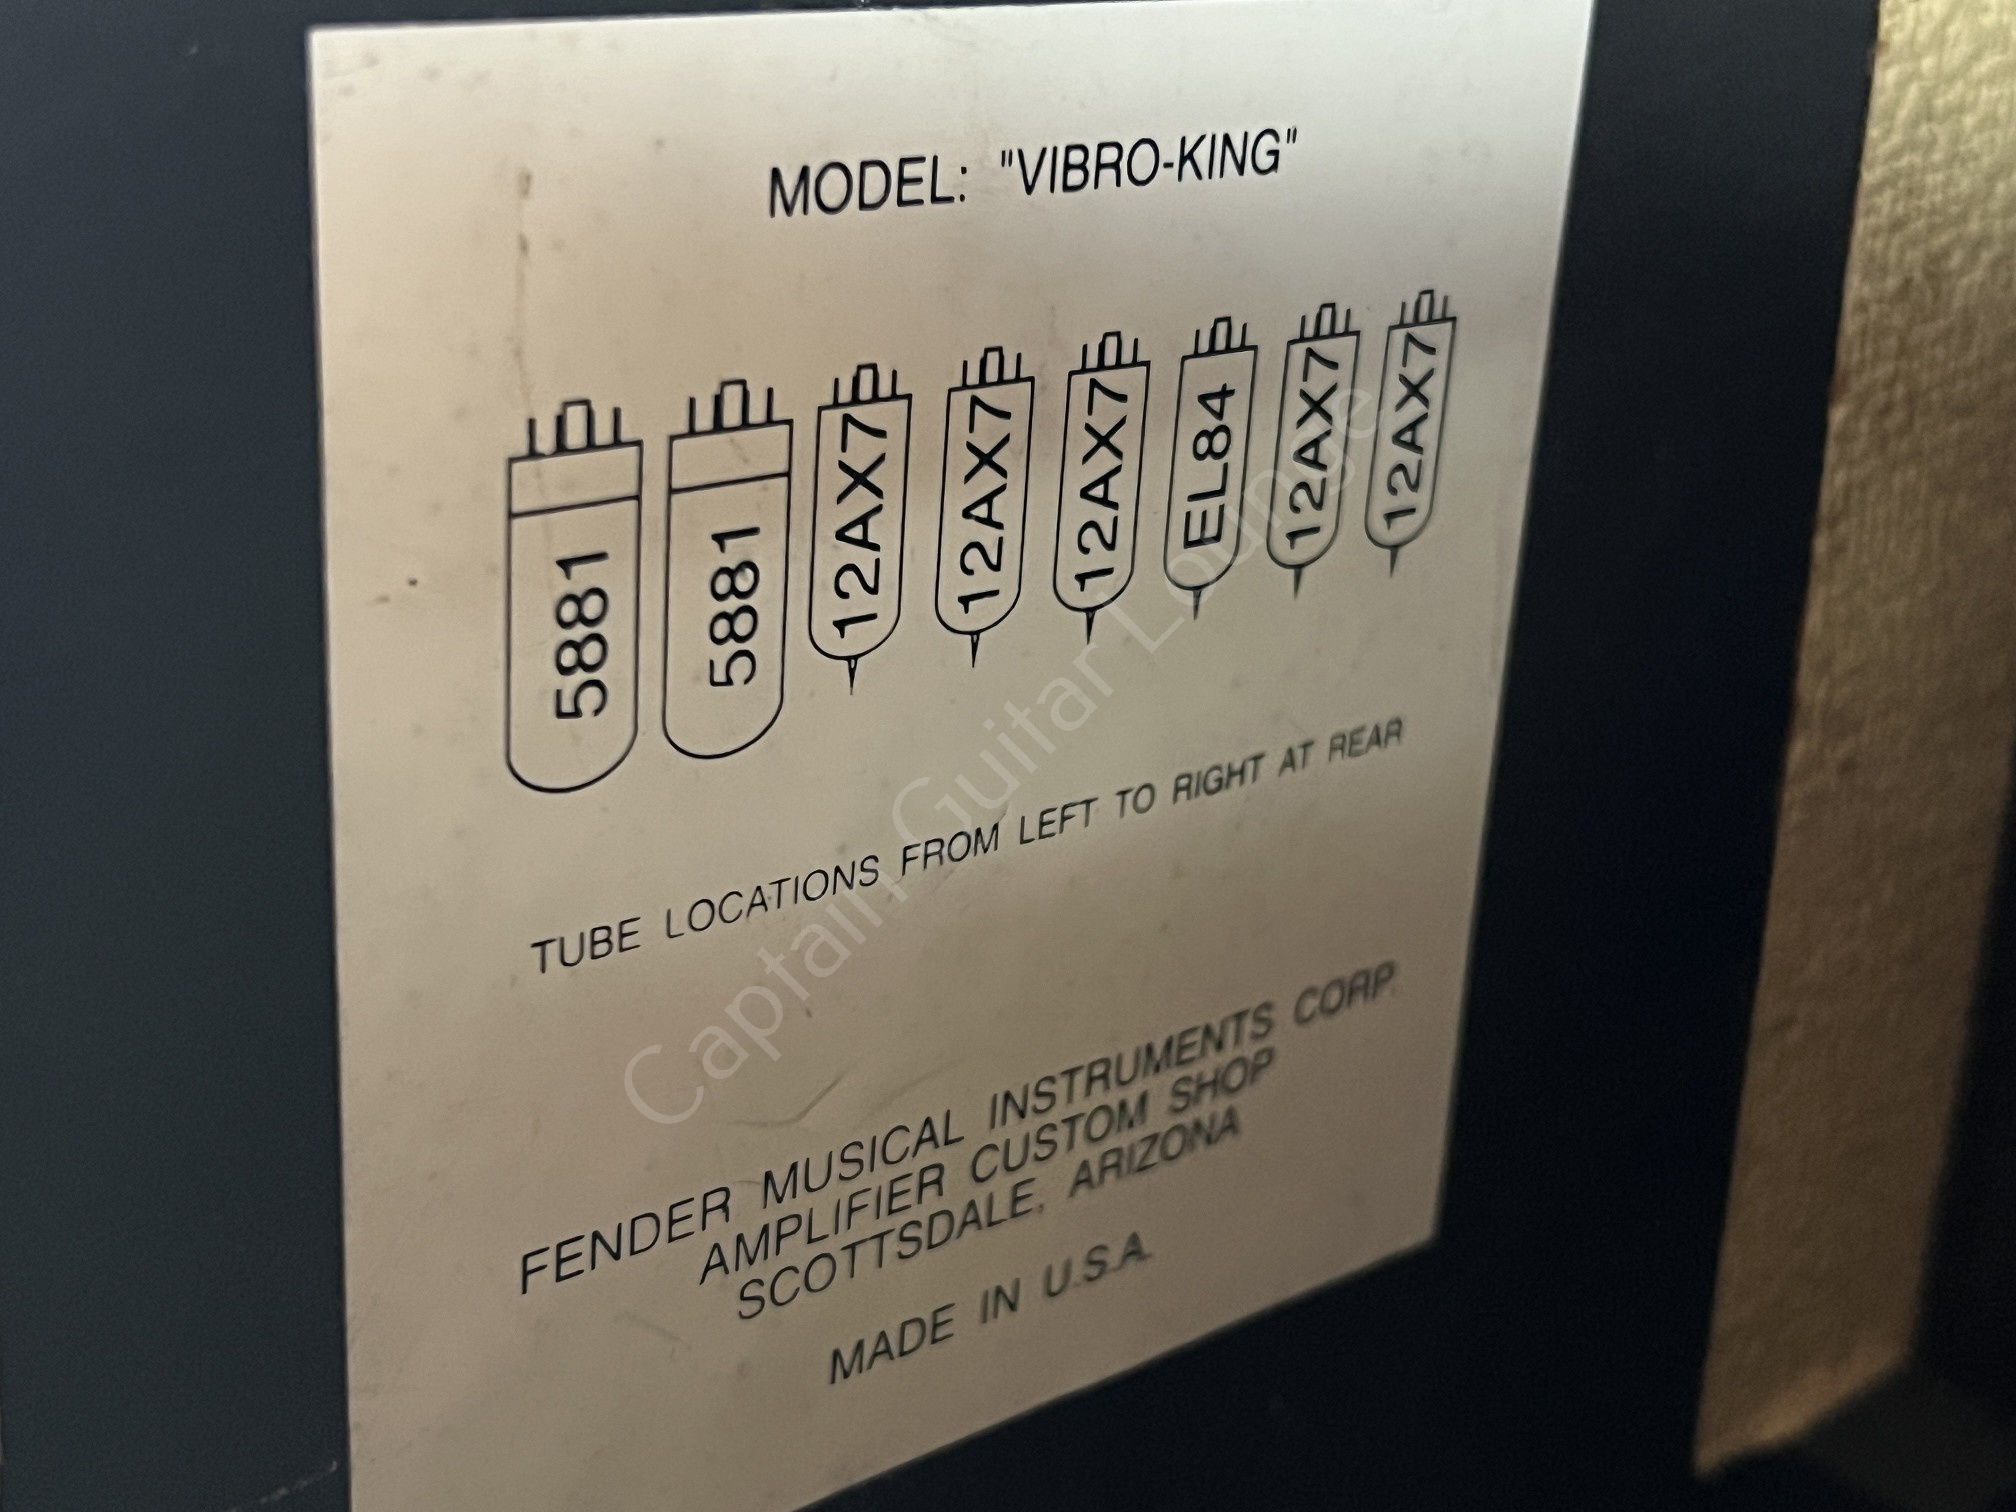 MODEL: "VIBRO-KING"
5881 5881 12AX7 12AX7 12AX7 EL84 12AX7 12AX7
TUBE LOCATIONS FROM LEFT TO RIGHT AT REAR
FENDER MUSICAL INSTRUMENTS CORP.
AMPLIFIER CUSTOM SHOP
SCOTTSDALE, ARIZONA
MADE IN U.S.A.
Captain Guitar Lounge